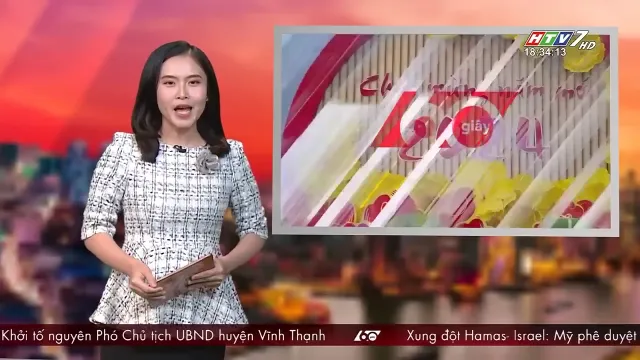 HTV7 HD
18:34:13
giây
2024
Khởi tố nguyên Phó Chủ tịch UBND huyện Vĩnh Thạnh
60
Xung đột Hamas- Israel: Mỹ phê duyệt